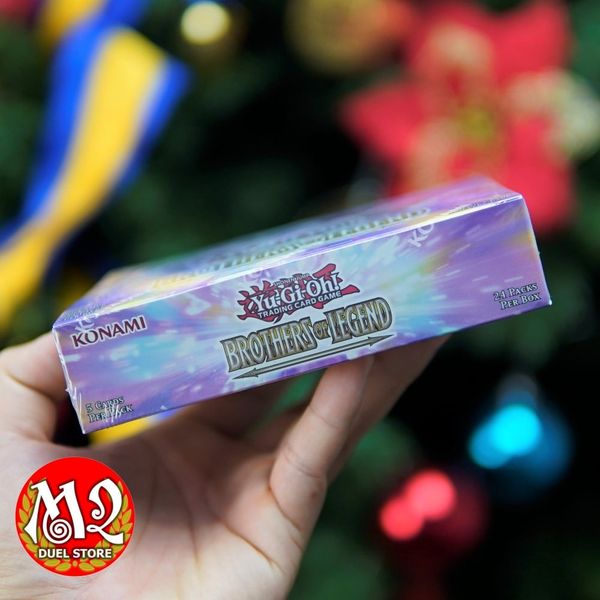 KONAMI
Yu-Gi-Oh!
TRADING CARD GAME
BROTHERS OF LEGEND
24 PACKS
PER BOX
5 CARDS
PER PACK
M2
DUEL STORE